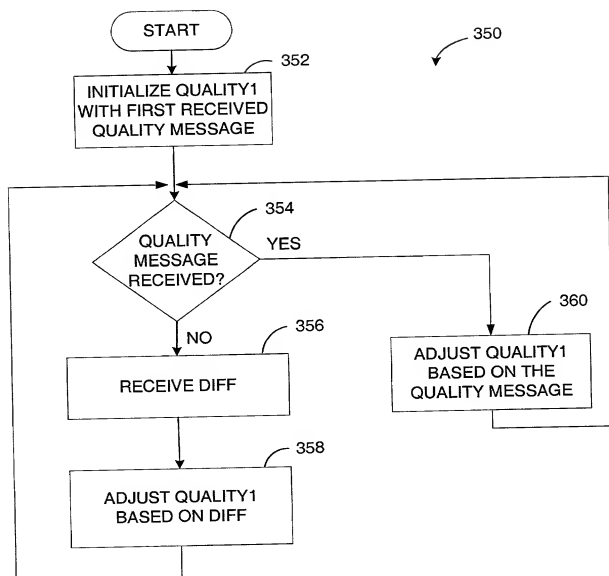 START
350
352
INITIALIZE QUALITY1
WITH FIRST RECEIVED
QUALITY MESSAGE
354
QUALITY
MESSAGE
RECEIVED?
YES
NO
356
RECEIVE DIFF
360
ADJUST QUALITY1
BASED ON THE
QUALITY MESSAGE
358
ADJUST QUALITY1
BASED ON DIFF